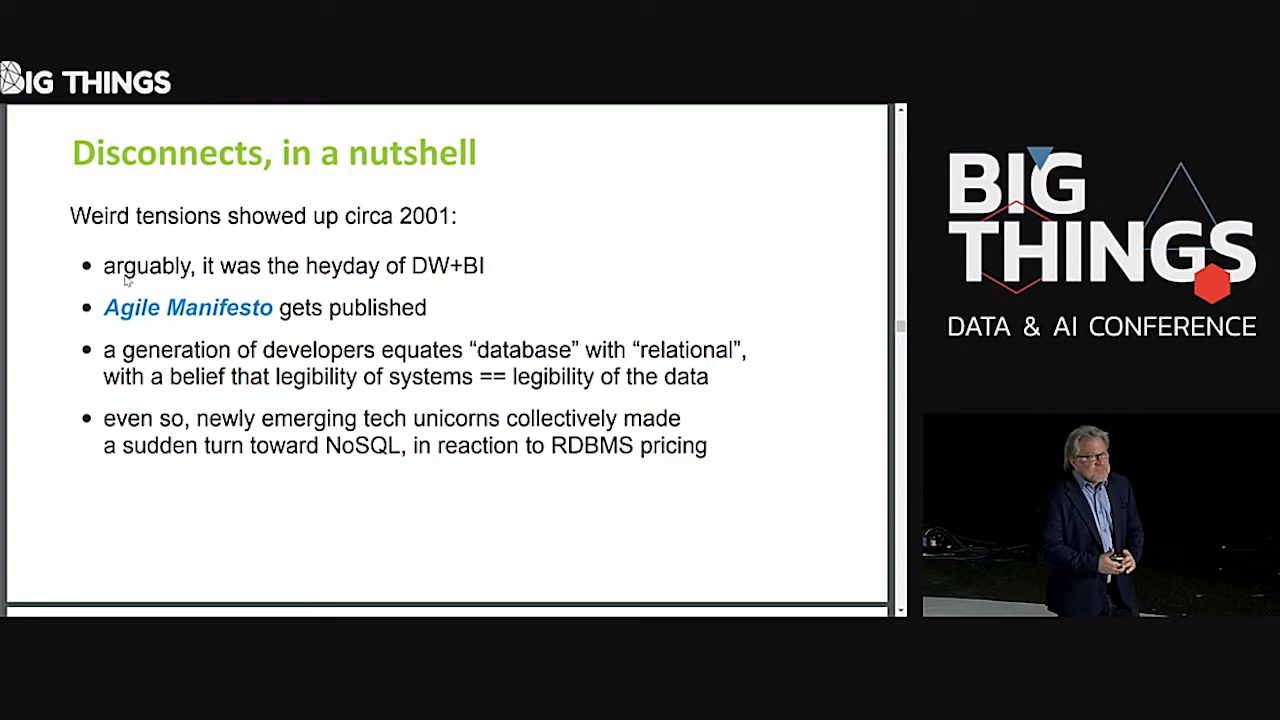 BIG THINGS
Disconnects, in a nutshell
Weird tensions showed up circa 2001:
• arguably, it was the heyday of DW+BI
• Agile Manifesto gets published
• a generation of developers equates “database” with “relational”,
with a belief that legibility of systems == legibility of the data
• even so, newly emerging tech unicorns collectively made
a sudden turn toward NoSQL, in reaction to RDBMS pricing
BIG
THINGS
DATA & AI CONFERENCE